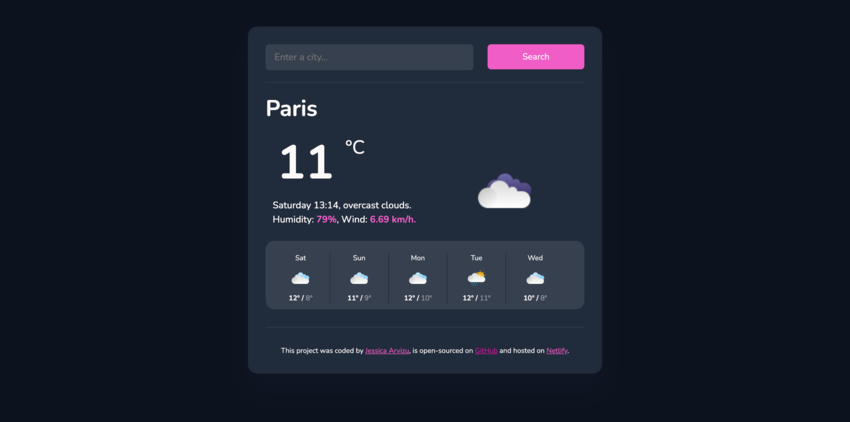 Enter a city...
Search
Paris
11 °C
Saturday 13:14, overcast clouds.
Humidity: 79%, Wind: 6.69 km/h.
Sat Sun Mon Tue Wed
12° / 8° 11° / 9° 12° / 10° 12° / 11° 10° / 8°
This project was coded by Jessica Arvizu, is open-sourced on GitHub and hosted on Netlify.